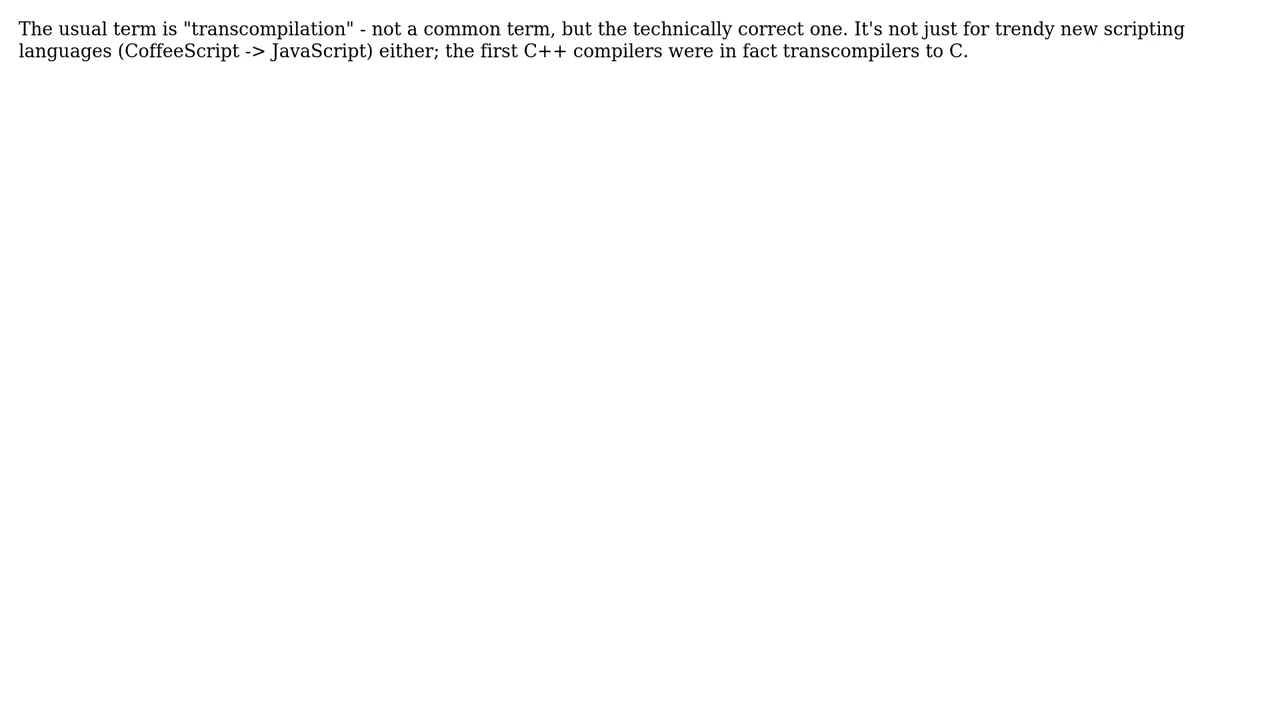 The usual term is "transcompilation" - not a common term, but the technically correct one. It's not just for trendy new scripting
languages (CoffeeScript -> JavaScript) either; the first C++ compilers were in fact transcompilers to C.